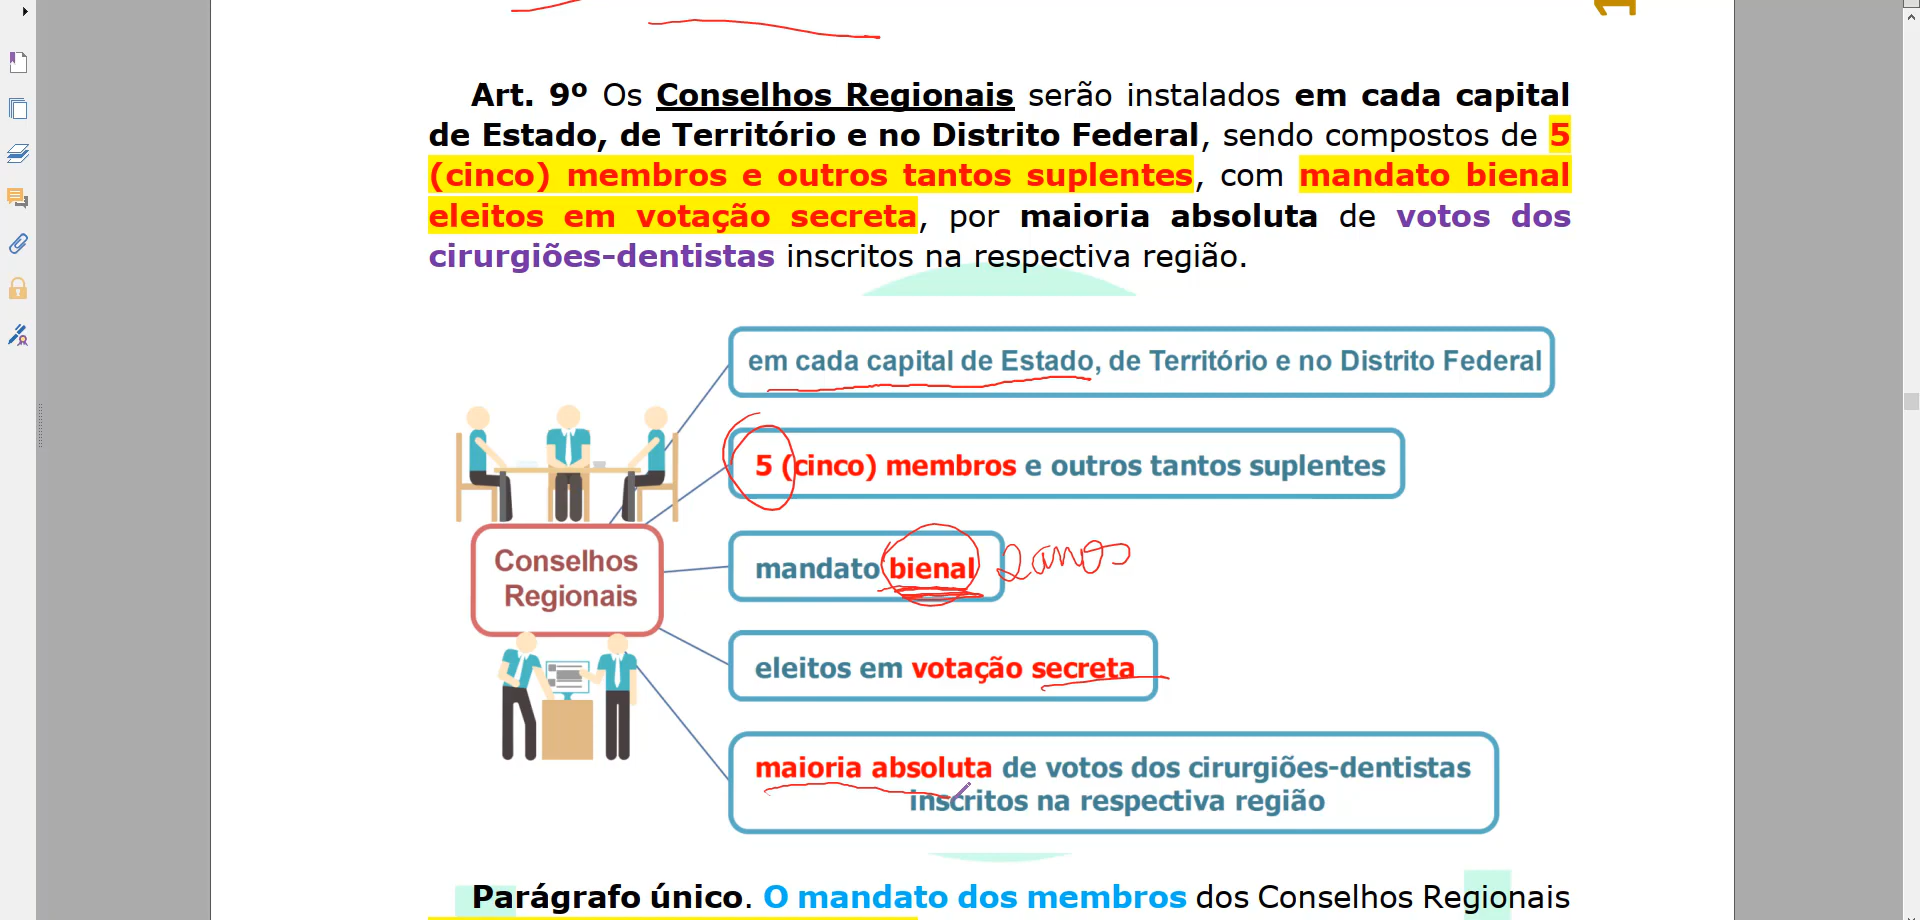 Art. 9º Os Conselhos Regionais serão instalados em cada capital
de Estado, de Território e no Distrito Federal, sendo compostos de 5
(cinco) membros e outros tantos suplentes, com mandato bienal
eleitos em votação secreta, por maioria absoluta de votos dos
cirurgiões-dentistas inscritos na respectiva região.
em cada capital de Estado, de Território e no Distrito Federal
5 (cinco) membros e outros tantos suplentes
Conselhos
Regionais
mandato bienal
2 anos
eleitos em votação secreta
maioria absoluta de votos dos cirurgiões-dentistas
inscritos na respectiva região
Parágrafo único. O mandato dos membros dos Conselhos Regionais